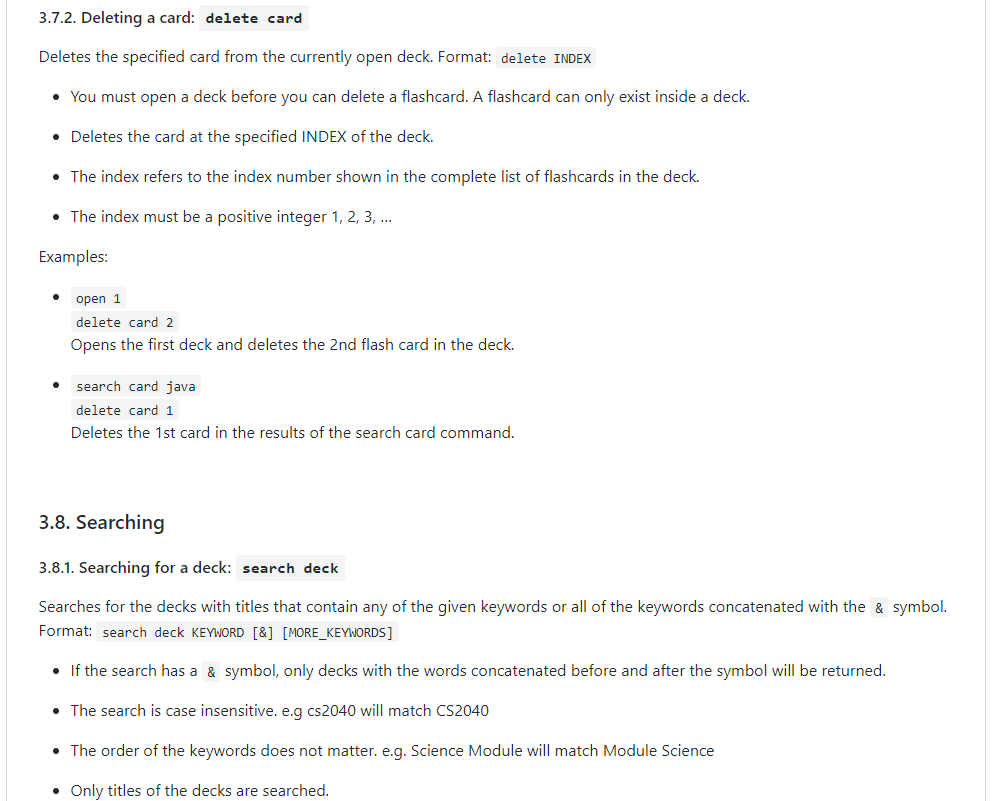 3.7.2. Deleting a card: delete card
Deletes the specified card from the currently open deck. Format: delete INDEX
• You must open a deck before you can delete a flashcard. A flashcard can only exist inside a deck.
• Deletes the card at the specified INDEX of the deck.
• The index refers to the index number shown in the complete list of flashcards in the deck.
• The index must be a positive integer 1, 2, 3, …
Examples:
• open 1
delete card 2
Opens the first deck and deletes the 2nd flash card in the deck.
• search card java
delete card 1
Deletes the 1st card in the results of the search card command.
3.8. Searching
3.8.1. Searching for a deck: search deck
Searches for the decks with titles that contain any of the given keywords or all of the keywords concatenated with the & symbol.
Format: search deck KEYWORD [&] [MORE_KEYWORDS]
• If the search has a & symbol, only decks with the words concatenated before and after the symbol will be returned.
• The search is case insensitive. e.g cs2040 will match CS2040
• The order of the keywords does not matter. e.g. Science Module will match Module Science
• Only titles of the decks are searched.